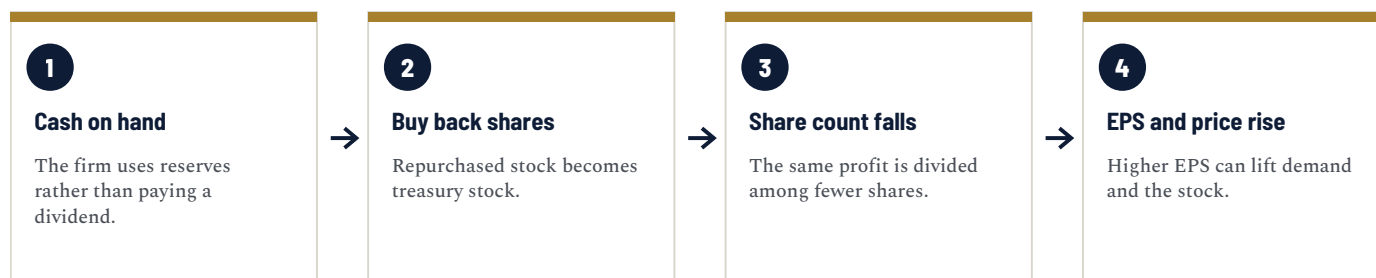 1
Cash on hand
The firm uses reserves
rather than paying a
dividend.
2
Buy back shares
Repurchased stock becomes
treasury stock.
3
Share count falls
The same profit is divided
among fewer shares.
4
EPS and price rise
Higher EPS can lift demand
and the stock.